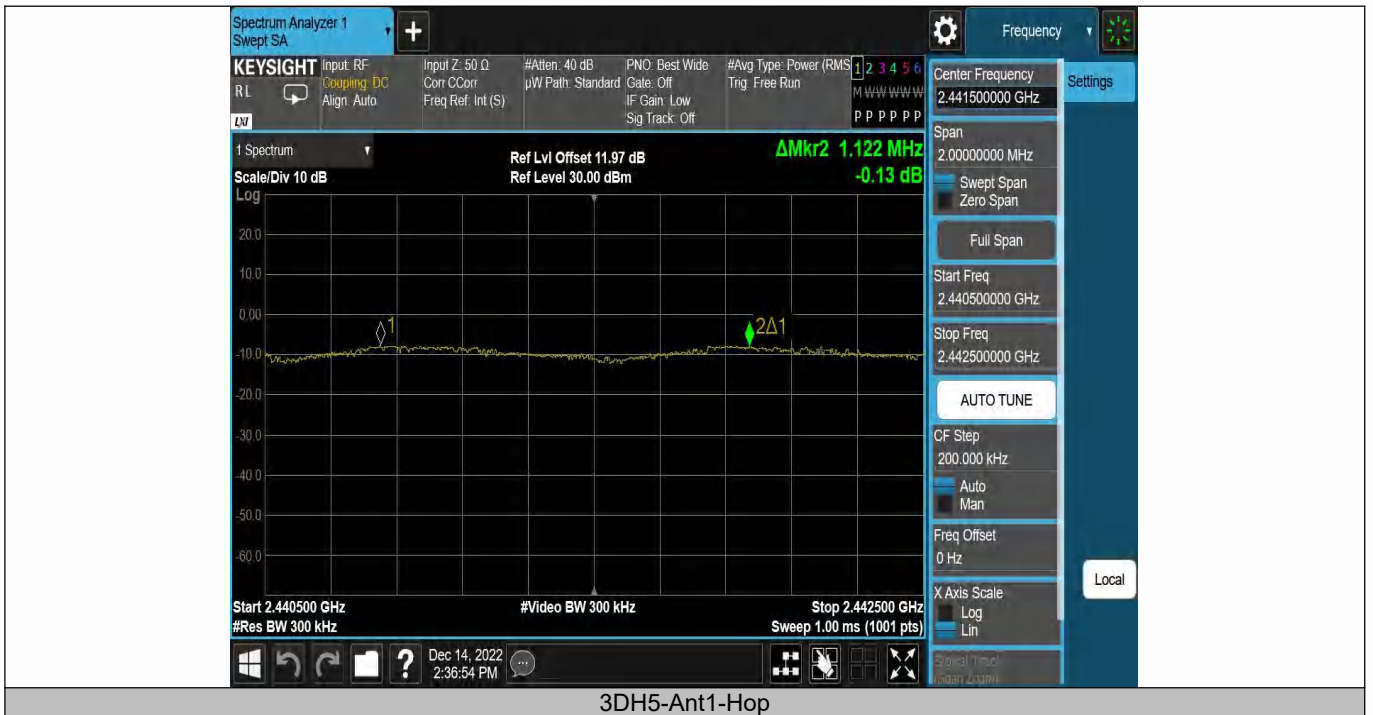 Spectrum Analyzer 1
Swept SA
+
Frequency
KEYSIGHT
RL
LXI
Input: RF
Coupling: DC
Align: Auto
Input Z: 50 Ω
Corr CCorr
Freq Ref: Int (S)
#Atten: 40 dB
µW Path: Standard
PNO: Best Wide
Gate: Off
IF Gain: Low
Sig Track: Off
#Avg Type: Power (RMS
Trig: Free Run
1 2 3 4 5 6
M W W W W W
P P P P P P
1 Spectrum
Scale/Div 10 dB
Ref Lvl Offset 11.97 dB
Ref Level 30.00 dBm
ΔMkr2 1.122 MHz
-0.13 dB
Log
20.0
10.0
0.00
-10.0
-20.0
-30.0
-40.0
-50.0
-60.0
1
2Δ1
Start 2.440500 GHz
#Res BW 300 kHz
#Video BW 300 kHz
Stop 2.442500 GHz
Sweep 1.00 ms (1001 pts)
Center Frequency
2.441500000 GHz
Settings
Span
2.00000000 MHz
Swept Span
Zero Span
Full Span
Start Freq
2.440500000 GHz
Stop Freq
2.442500000 GHz
AUTO TUNE
CF Step
200.000 kHz
Auto
Man
Freq Offset
0 Hz
X Axis Scale
Log
Lin
Signal Track
(Span Zoom)
Local
?
Dec 14, 2022
2:36:54 PM
3DH5-Ant1-Hop